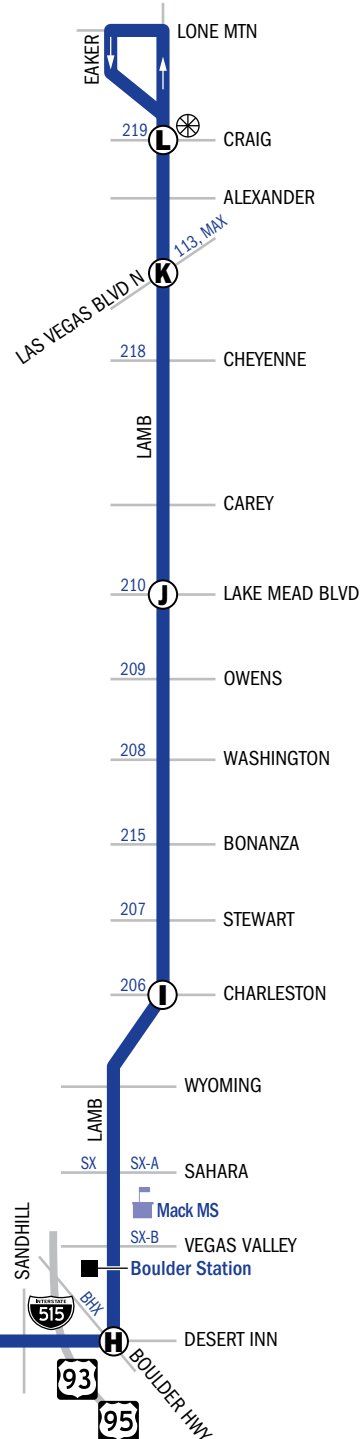 LONE MTN
EAKER
219
L
CRAIG
ALEXANDER
113, MAX
K
LAS VEGAS BLVD N
218
CHEYENNE
LAMB
CAREY
210
J
LAKE MEAD BLVD
209
OWENS
208
WASHINGTON
215
BONANZA
207
STEWART
206
I
CHARLESTON
WYOMING
LAMB
SX
SX-A
SAHARA
Mack MS
SX-B
VEGAS VALLEY
SANDHILL
Boulder Station
BHX
INTERSTATE
515
H
DESERT INN
BOULDER HWY
93
95